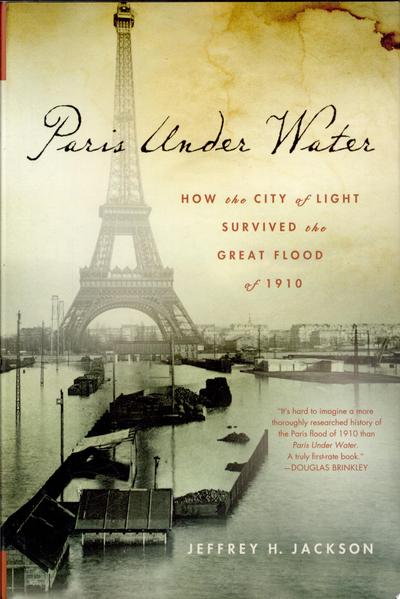 Paris Under Water
HOW the CITY of LIGHT
SURVIVED the
GREAT FLOOD
of 1910
"It's hard to imagine a more
thoroughly researched history of
the Paris flood of 1910 than
Paris Under Water.
A truly first-rate book."
—DOUGLAS BRINKLEY
JEFFREY H. JACKSON